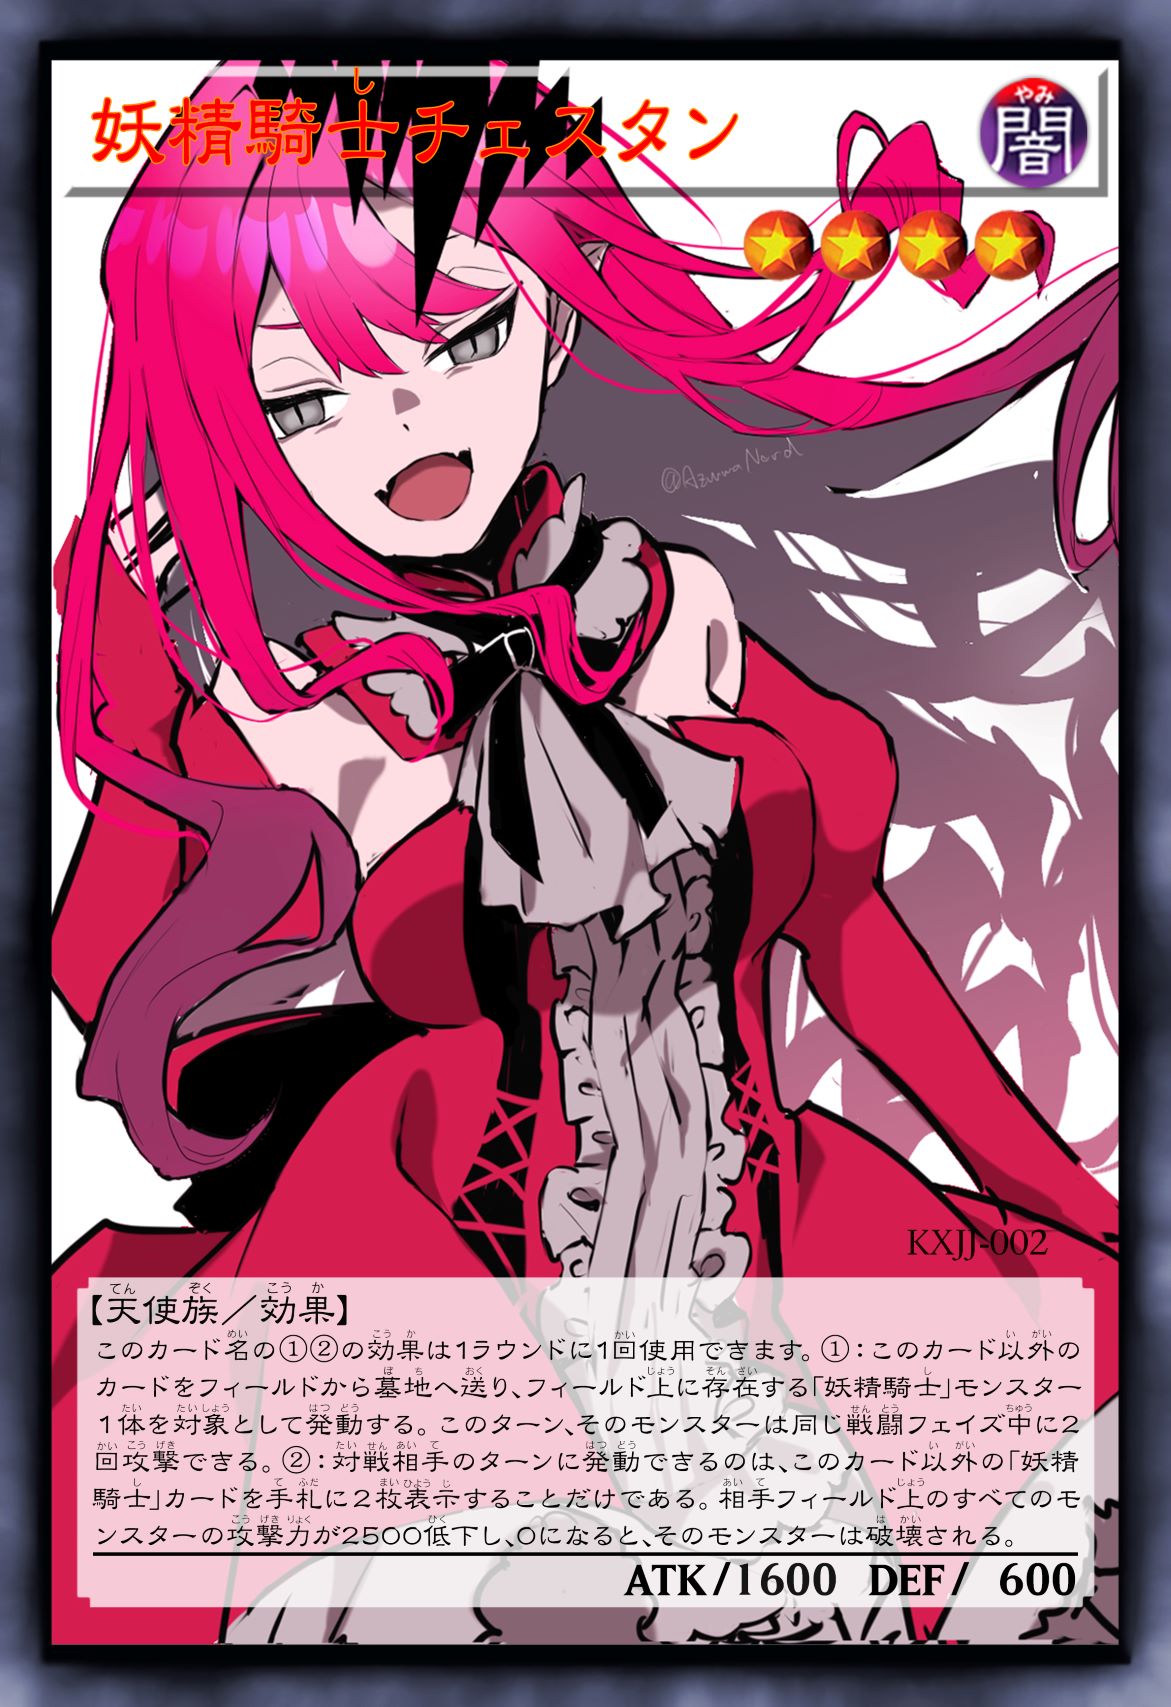 妖精騎士チェスタン
闇
@AzuwaNerd
KXJJ-002
【天使族／効果】
このカード名の①②の効果は1ラウンドに1回使用できます。①：このカード以外の
カードをフィールドから墓地へ送り、フィールド上に存在する「妖精騎士」モンスター
1体を対象として発動する。このターン、そのモンスターは同じ戦闘フェイズ中に2
回攻撃できる。②：対戦相手のターンに発動できるのは、このカード以外の「妖精
騎士」カードを手札に2枚表示することだけである。相手フィールド上のすべてのモ
ンスターの攻撃力が2500低下し、0になると、そのモンスターは破壊される。
ATK/1600 DEF/ 600